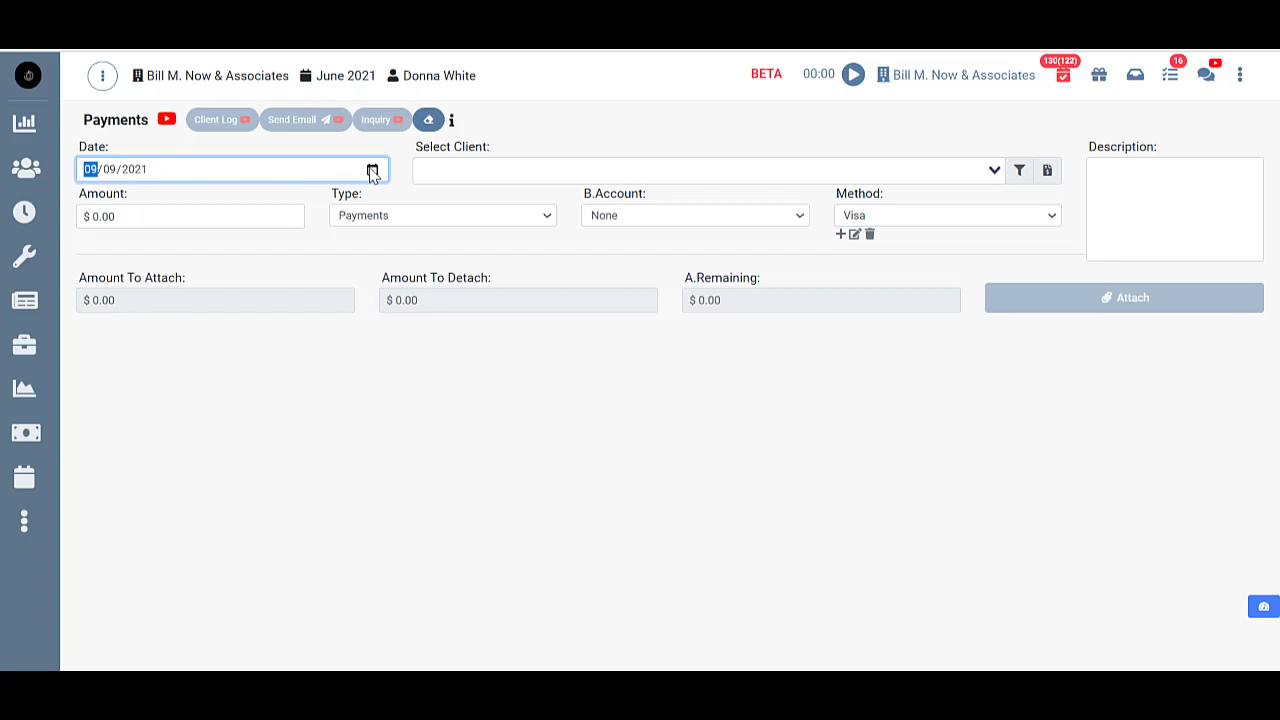 Bill M. Now & Associates June 2021 Donna White BETA 00:00 Bill M. Now & Associates 130(122) 16
Payments Client Log Send Email Inquiry
Date: Select Client: Description:
09/09/2021
Amount: Type: B.Account: Method:
$ 0.00 Payments None Visa
Amount To Attach: Amount To Detach: A.Remaining:
$ 0.00 $ 0.00 $ 0.00 Attach